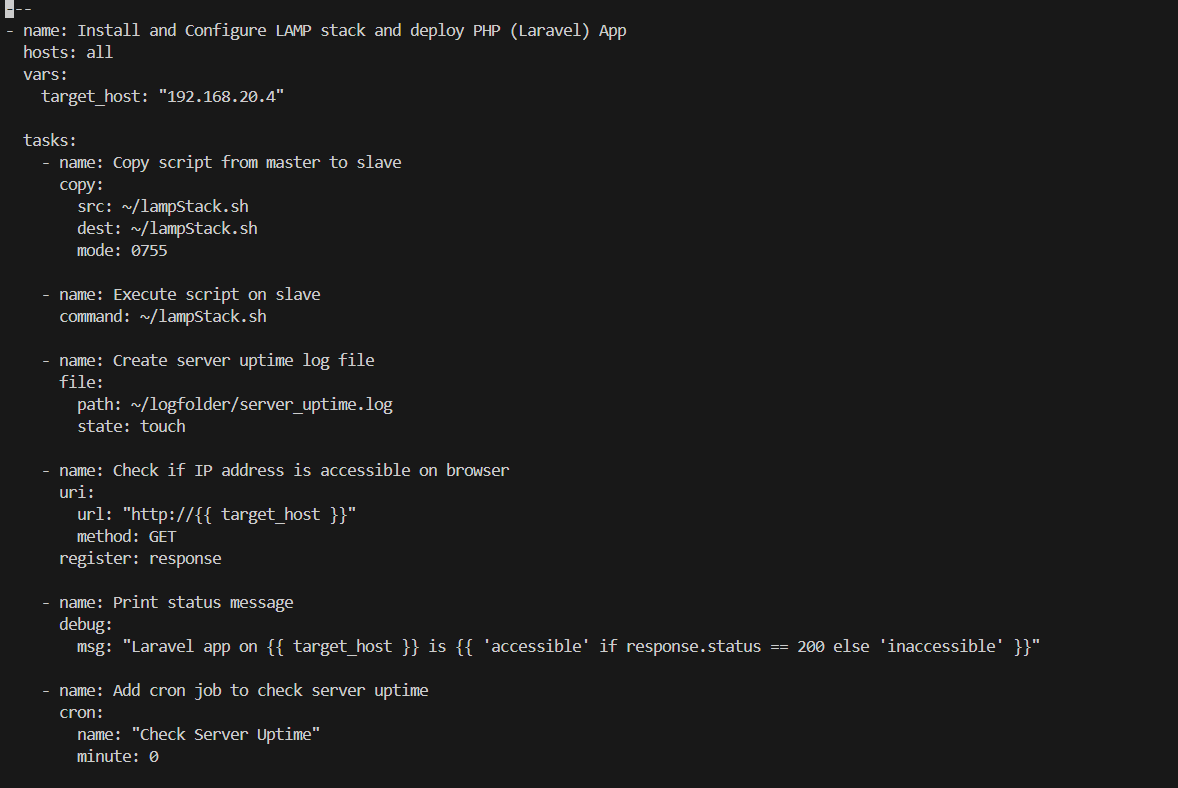 ---
- name: Install and Configure LAMP stack and deploy PHP (Laravel) App
  hosts: all
  vars:
    target_host: "192.168.20.4"

  tasks:
    - name: Copy script from master to slave
      copy:
        src: ~/lampStack.sh
        dest: ~/lampStack.sh
        mode: 0755

    - name: Execute script on slave
      command: ~/lampStack.sh

    - name: Create server uptime log file
      file:
        path: ~/logfolder/server_uptime.log
        state: touch

    - name: Check if IP address is accessible on browser
      uri:
        url: "http://{{ target_host }}"
        method: GET
      register: response

    - name: Print status message
      debug:
        msg: "Laravel app on {{ target_host }} is {{ 'accessible' if response.status == 200 else 'inaccessible' }}"

    - name: Add cron job to check server uptime
      cron:
        name: "Check Server Uptime"
        minute: 0